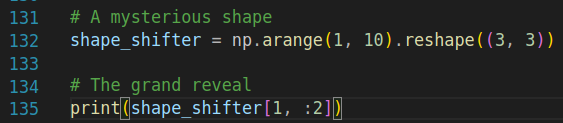 131 # A mysterious shape
132 shape_shifter = np.arange(1, 10).reshape((3, 3))
133
134 # The grand reveal
135 print(shape_shifter[1, :2])